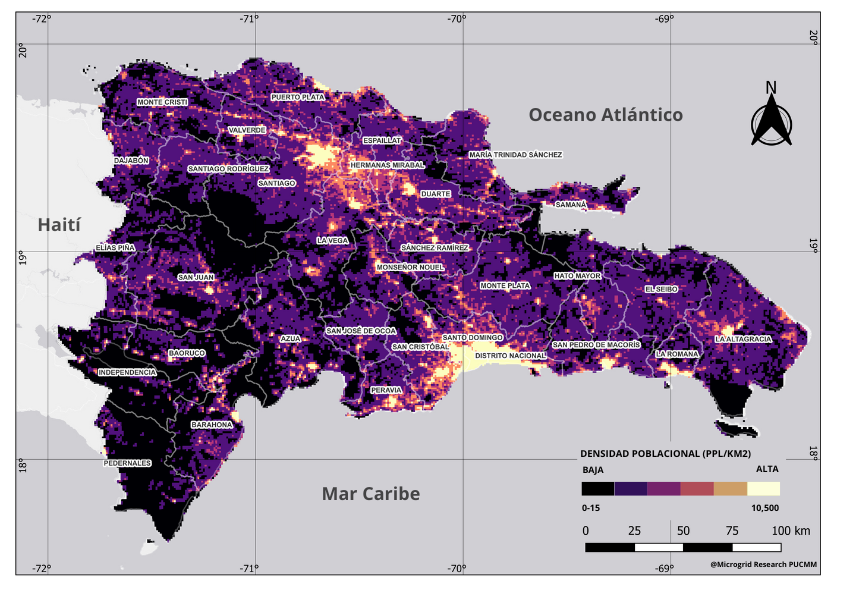 -72° -71° -70° -69°
20° 20°
N
Oceano Atlántico
PUERTO PLATA
MONTE CRISTI
VALVERDE
ESPAILLAT
DAJABÓN
MARÍA TRINIDAD SÁNCHEZ
HERMANAS MIRABAL
SANTIAGO RODRÍGUEZ
SANTIAGO
DUARTE
SAMANÁ
Haití
LA VEGA
ELÍAS PIÑA
SÁNCHEZ RAMÍREZ
19° 19°
MONSEÑOR NOUEL
SAN JUAN
HATO MAYOR
MONTE PLATA
EL SEIBO
SAN JOSÉ DE OCOA
AZUA
SANTO DOMINGO
LA ALTAGRACIA
SAN CRISTÓBAL
SAN PEDRO DE MACORÍS
BAORUCO
DISTRITO NACIONAL
LA ROMANA
INDEPENDENCIA
PERAVIA
BARAHONA
PEDERNALES
18° 18°
Mar Caribe
DENSIDAD POBLACIONAL (PPL/KM2)
BAJA ALTA
0-15 10,500
0 25 50 75 100 km
@Microgrid Research PUCMM
-72° -71° -70° -69°